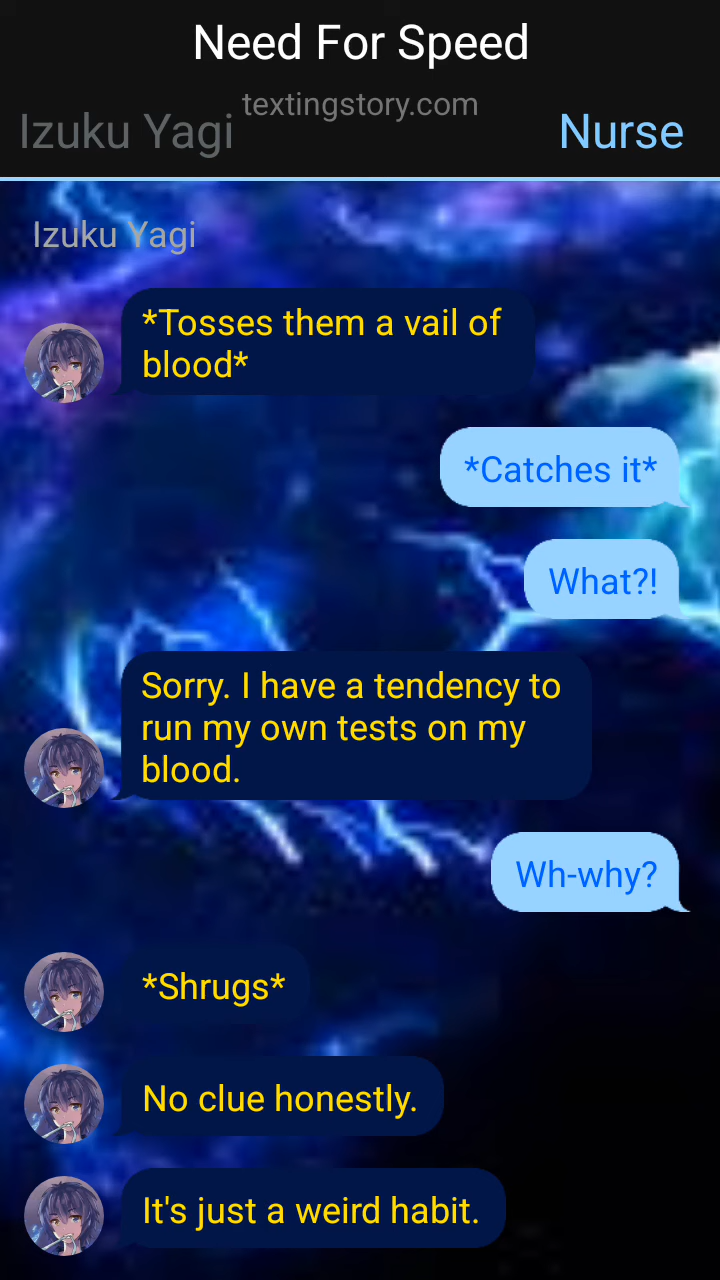 Need For Speed
textingstory.com
Izuku Yagi
Nurse
Izuku Yagi
*Tosses them a vail of
blood*
*Catches it*
What?!
Sorry. I have a tendency to
run my own tests on my
blood.
Wh-why?
*Shrugs*
No clue honestly.
It's just a weird habit.